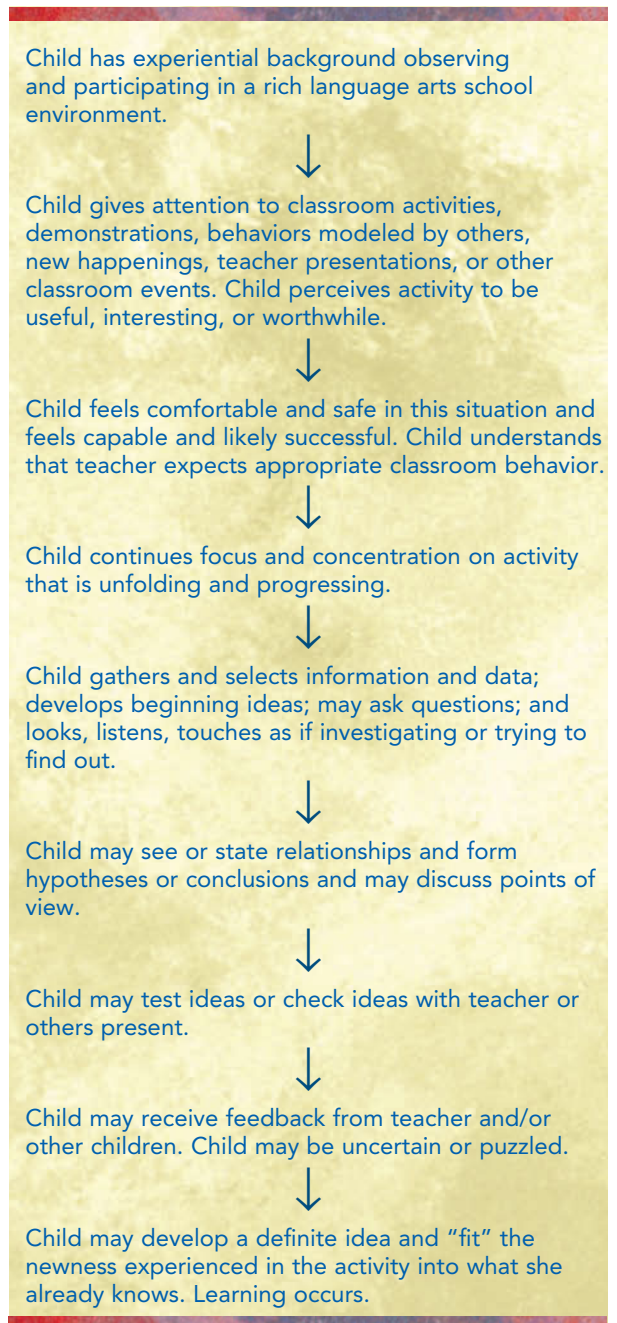 Child has experiential background observing
and participating in a rich language arts school
environment.
Child gives attention to classroom activities,
demonstrations, behaviors modeled by others,
new happenings, teacher presentations, or other
classroom events. Child perceives activity to be
useful, interesting, or worthwhile.
Child feels comfortable and safe in this situation and
feels capable and likely successful. Child understands
that teacher expects appropriate classroom behavior.
Child continues focus and concentration on activity
that is unfolding and progressing.
Child gathers and selects information and data;
develops beginning ideas; may ask questions; and
looks, listens, touches as if investigating or trying to
find out.
Child may see or state relationships and form
hypotheses or conclusions and may discuss points of
view.
Child may test ideas or check ideas with teacher or
others present.
Child may receive feedback from teacher and/or
other children. Child may be uncertain or puzzled.
Child may develop a definite idea and “fit” the
newness experienced in the activity into what she
already knows. Learning occurs.